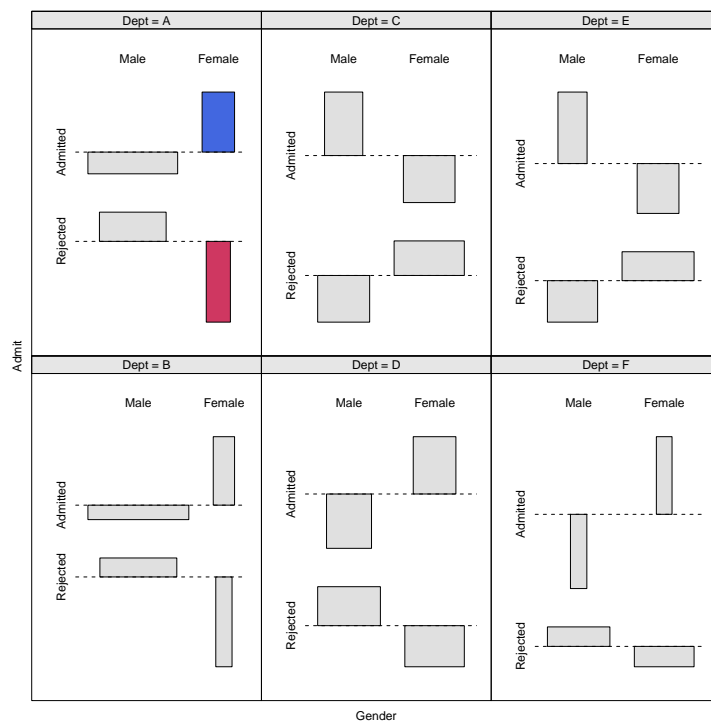 Dept = A
Male Female
Admitted
Rejected
Dept = C
Male Female
Admitted
Rejected
Dept = E
Male Female
Admitted
Rejected
Dept = B
Male Female
Admitted
Rejected
Dept = D
Male Female
Admitted
Rejected
Dept = F
Male Female
Admitted
Rejected
Admit
Gender